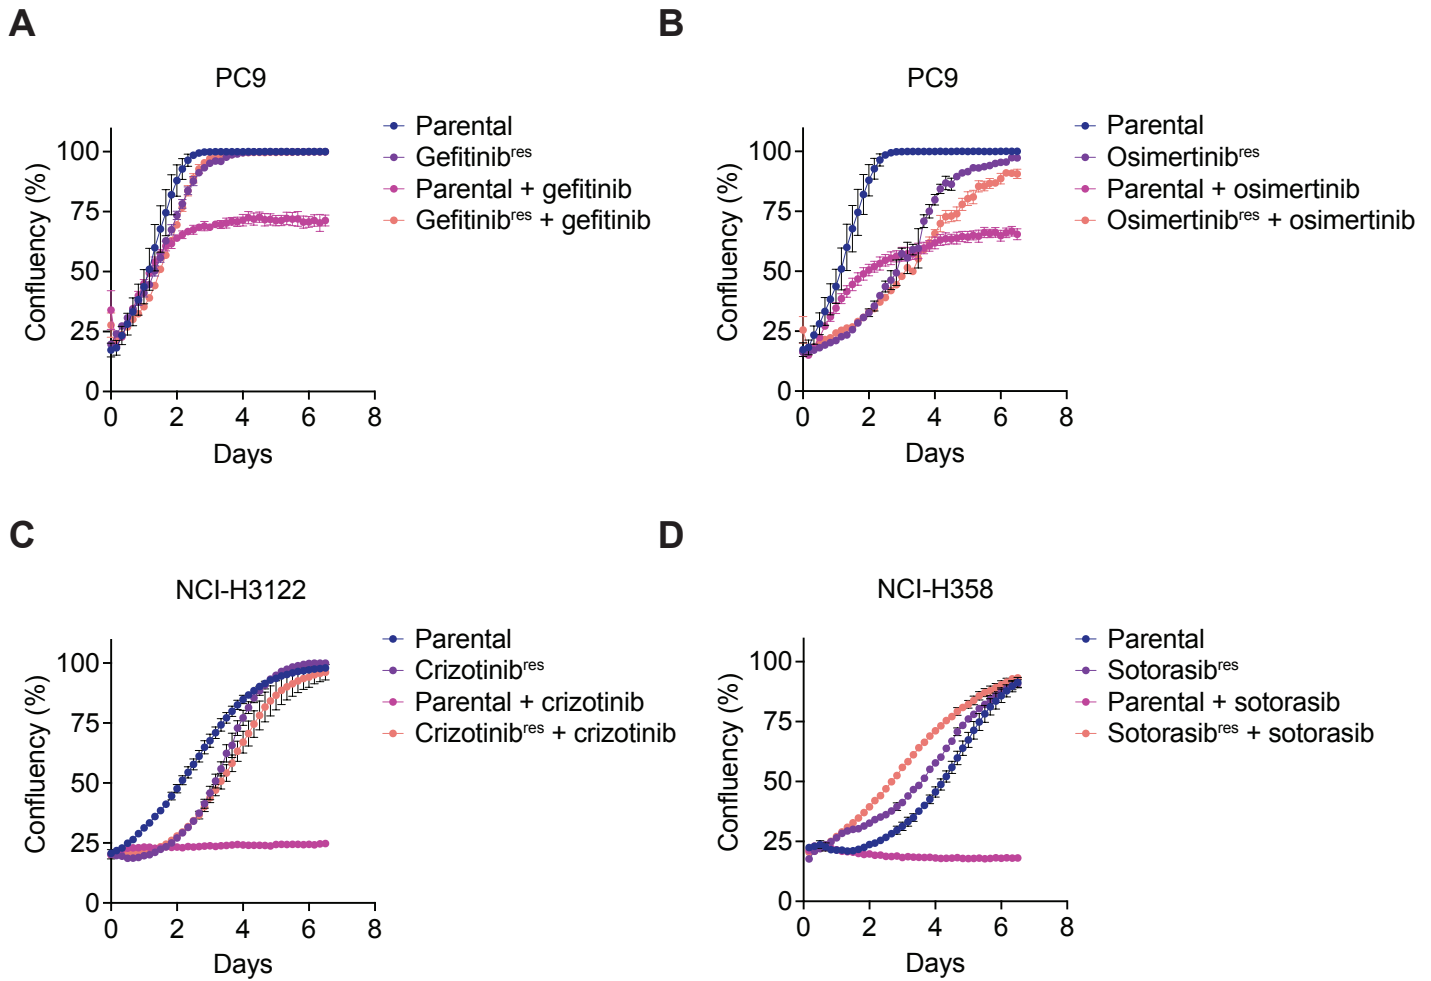 A
PC9
Confluency (%)
100
75
50
25
0
0 2 4 6 8
Days
Parental
Gefitinibres
Parental + gefitinib
Gefitinibres + gefitinib
B
PC9
Confluency (%)
100
75
50
25
0
0 2 4 6 8
Days
Parental
Osimertinibres
Parental + osimertinib
Osimertinibres + osimertinib
C
NCI-H3122
Confluency (%)
100
75
50
25
0
0 2 4 6 8
Days
Parental
Crizotinibres
Parental + crizotinib
Crizotinibres + crizotinib
D
NCI-H358
Confluency (%)
100
75
50
25
0
0 2 4 6 8
Days
Parental
Sotorasibres
Parental + sotorasib
Sotorasibres + sotorasib